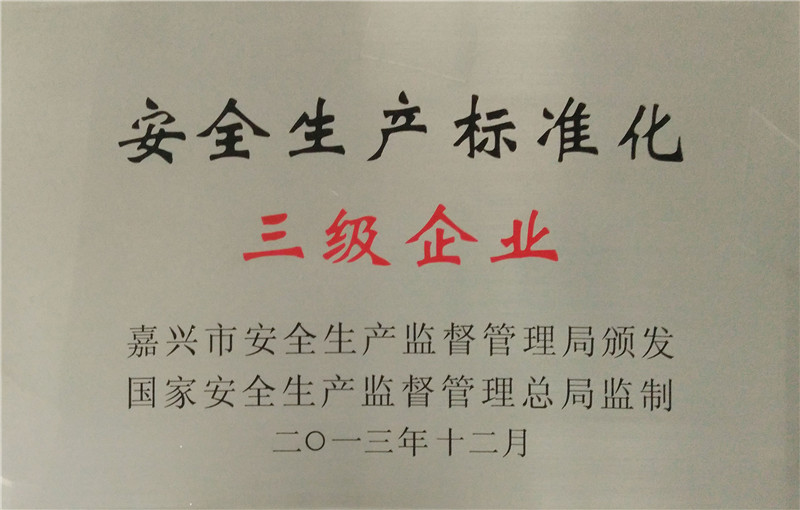 安全生产标准化
三级企业
嘉兴市安全生产监督管理局颁发
国家安全生产监督管理总局监制
二〇一三年十二月